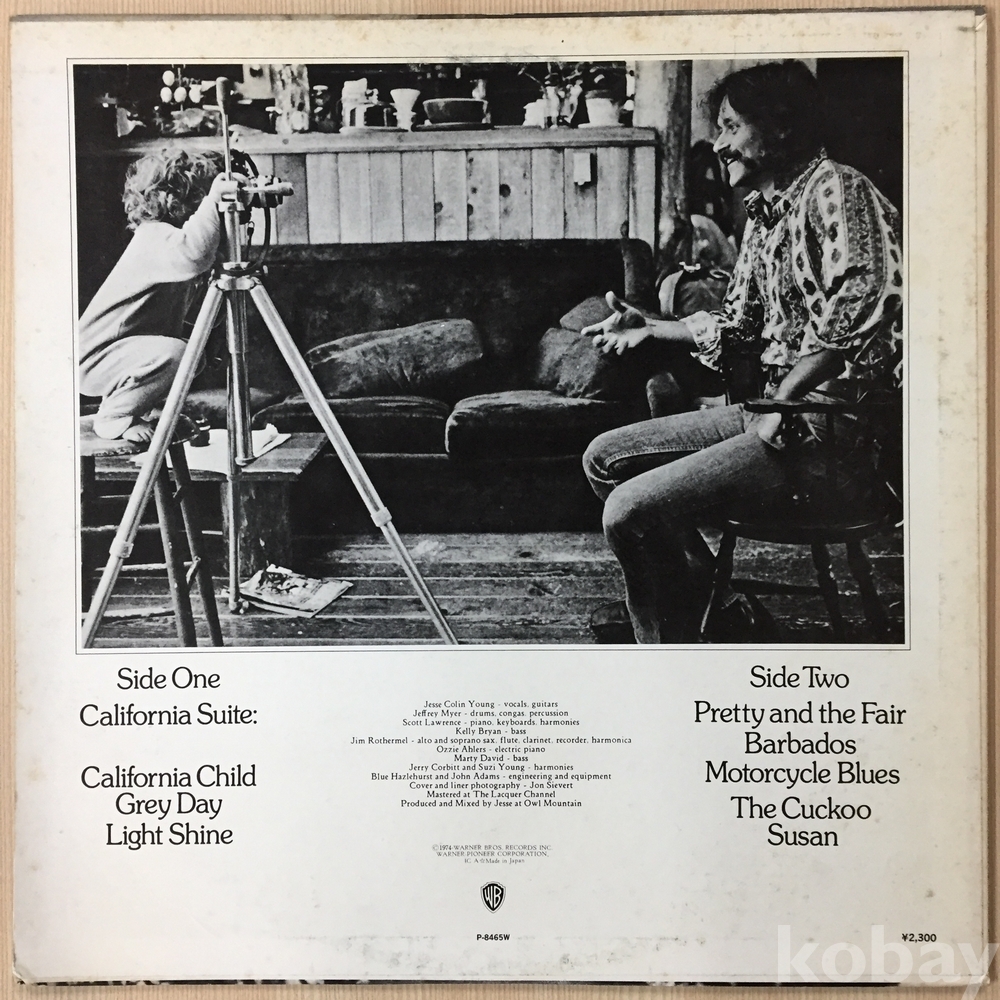 Side One
California Suite:
California Child
Grey Day
Light Shine
Jesse Colin Young - vocals, guitars
Jeffrey Myer - drums, congas, percussion
Scott Lawrence - piano, keyboards, harmonies
Kelly Bryan - bass
Jim Rothermel - alto and soprano sax, flute, clarinet, recorder, harmonica
Ozzie Ahlers - electric piano
Marty David - bass
Jerry Corbitt and Suzi Young - harmonies
Blue Hazlehurst and John Adams - engineering and equipment
Cover and liner photography - Jon Sievert
Mastered at The Lacquer Channel
Produced and Mixed by Jesse at Owl Mountain
©1974 WARNER BROS. RECORDS INC.
WARNER-PIONEER CORPORATION,
Made in Japan
WB
P-8465W
Side Two
Pretty and the Fair
Barbados
Motorcycle Blues
The Cuckoo
Susan
¥2,300
kobay